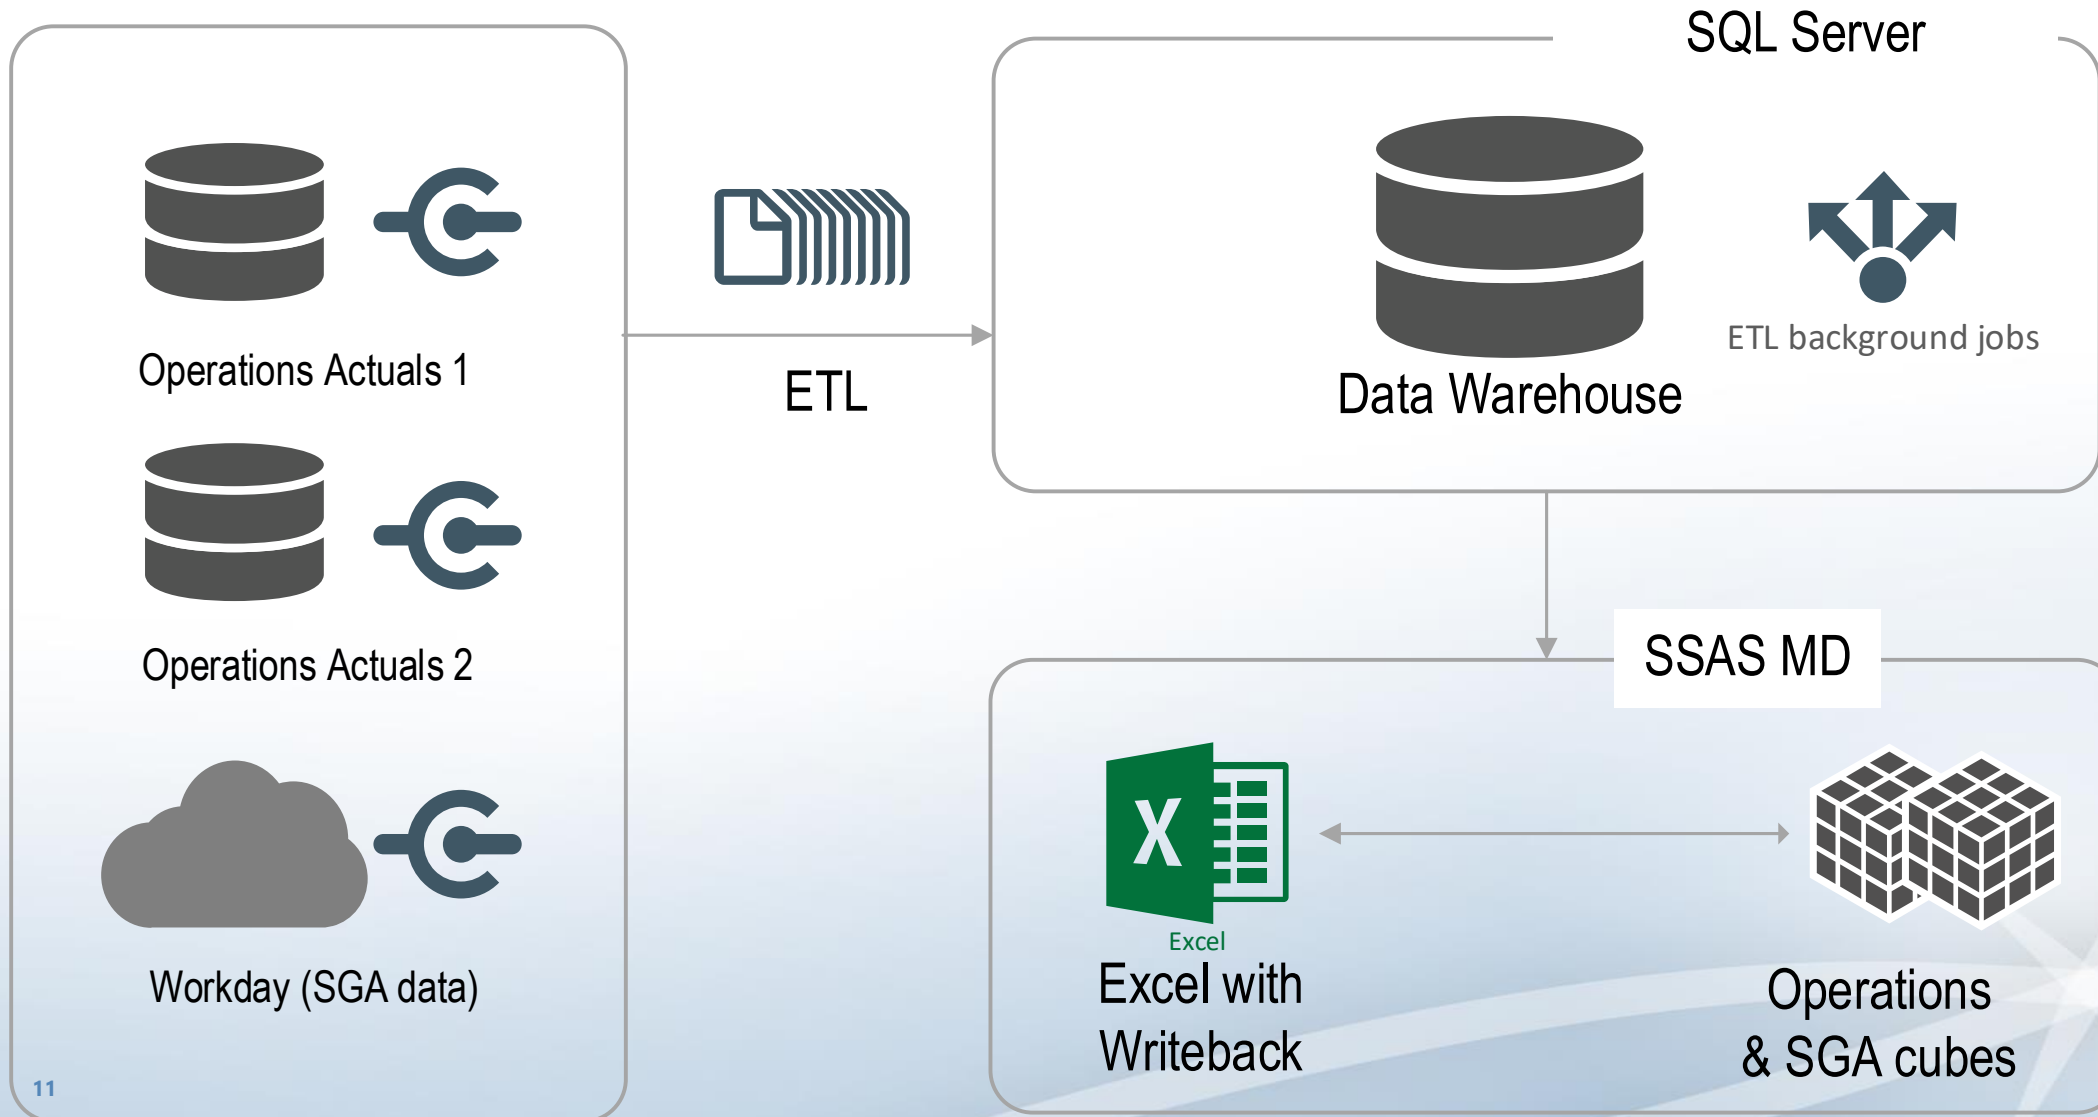 SQL Server
Operations Actuals 1
ETL
Data Warehouse
ETL background jobs
Operations Actuals 2
SSAS MD
X
Excel
Workday (SGA data)
Excel with
Writeback
Operations
& SGA cubes
11